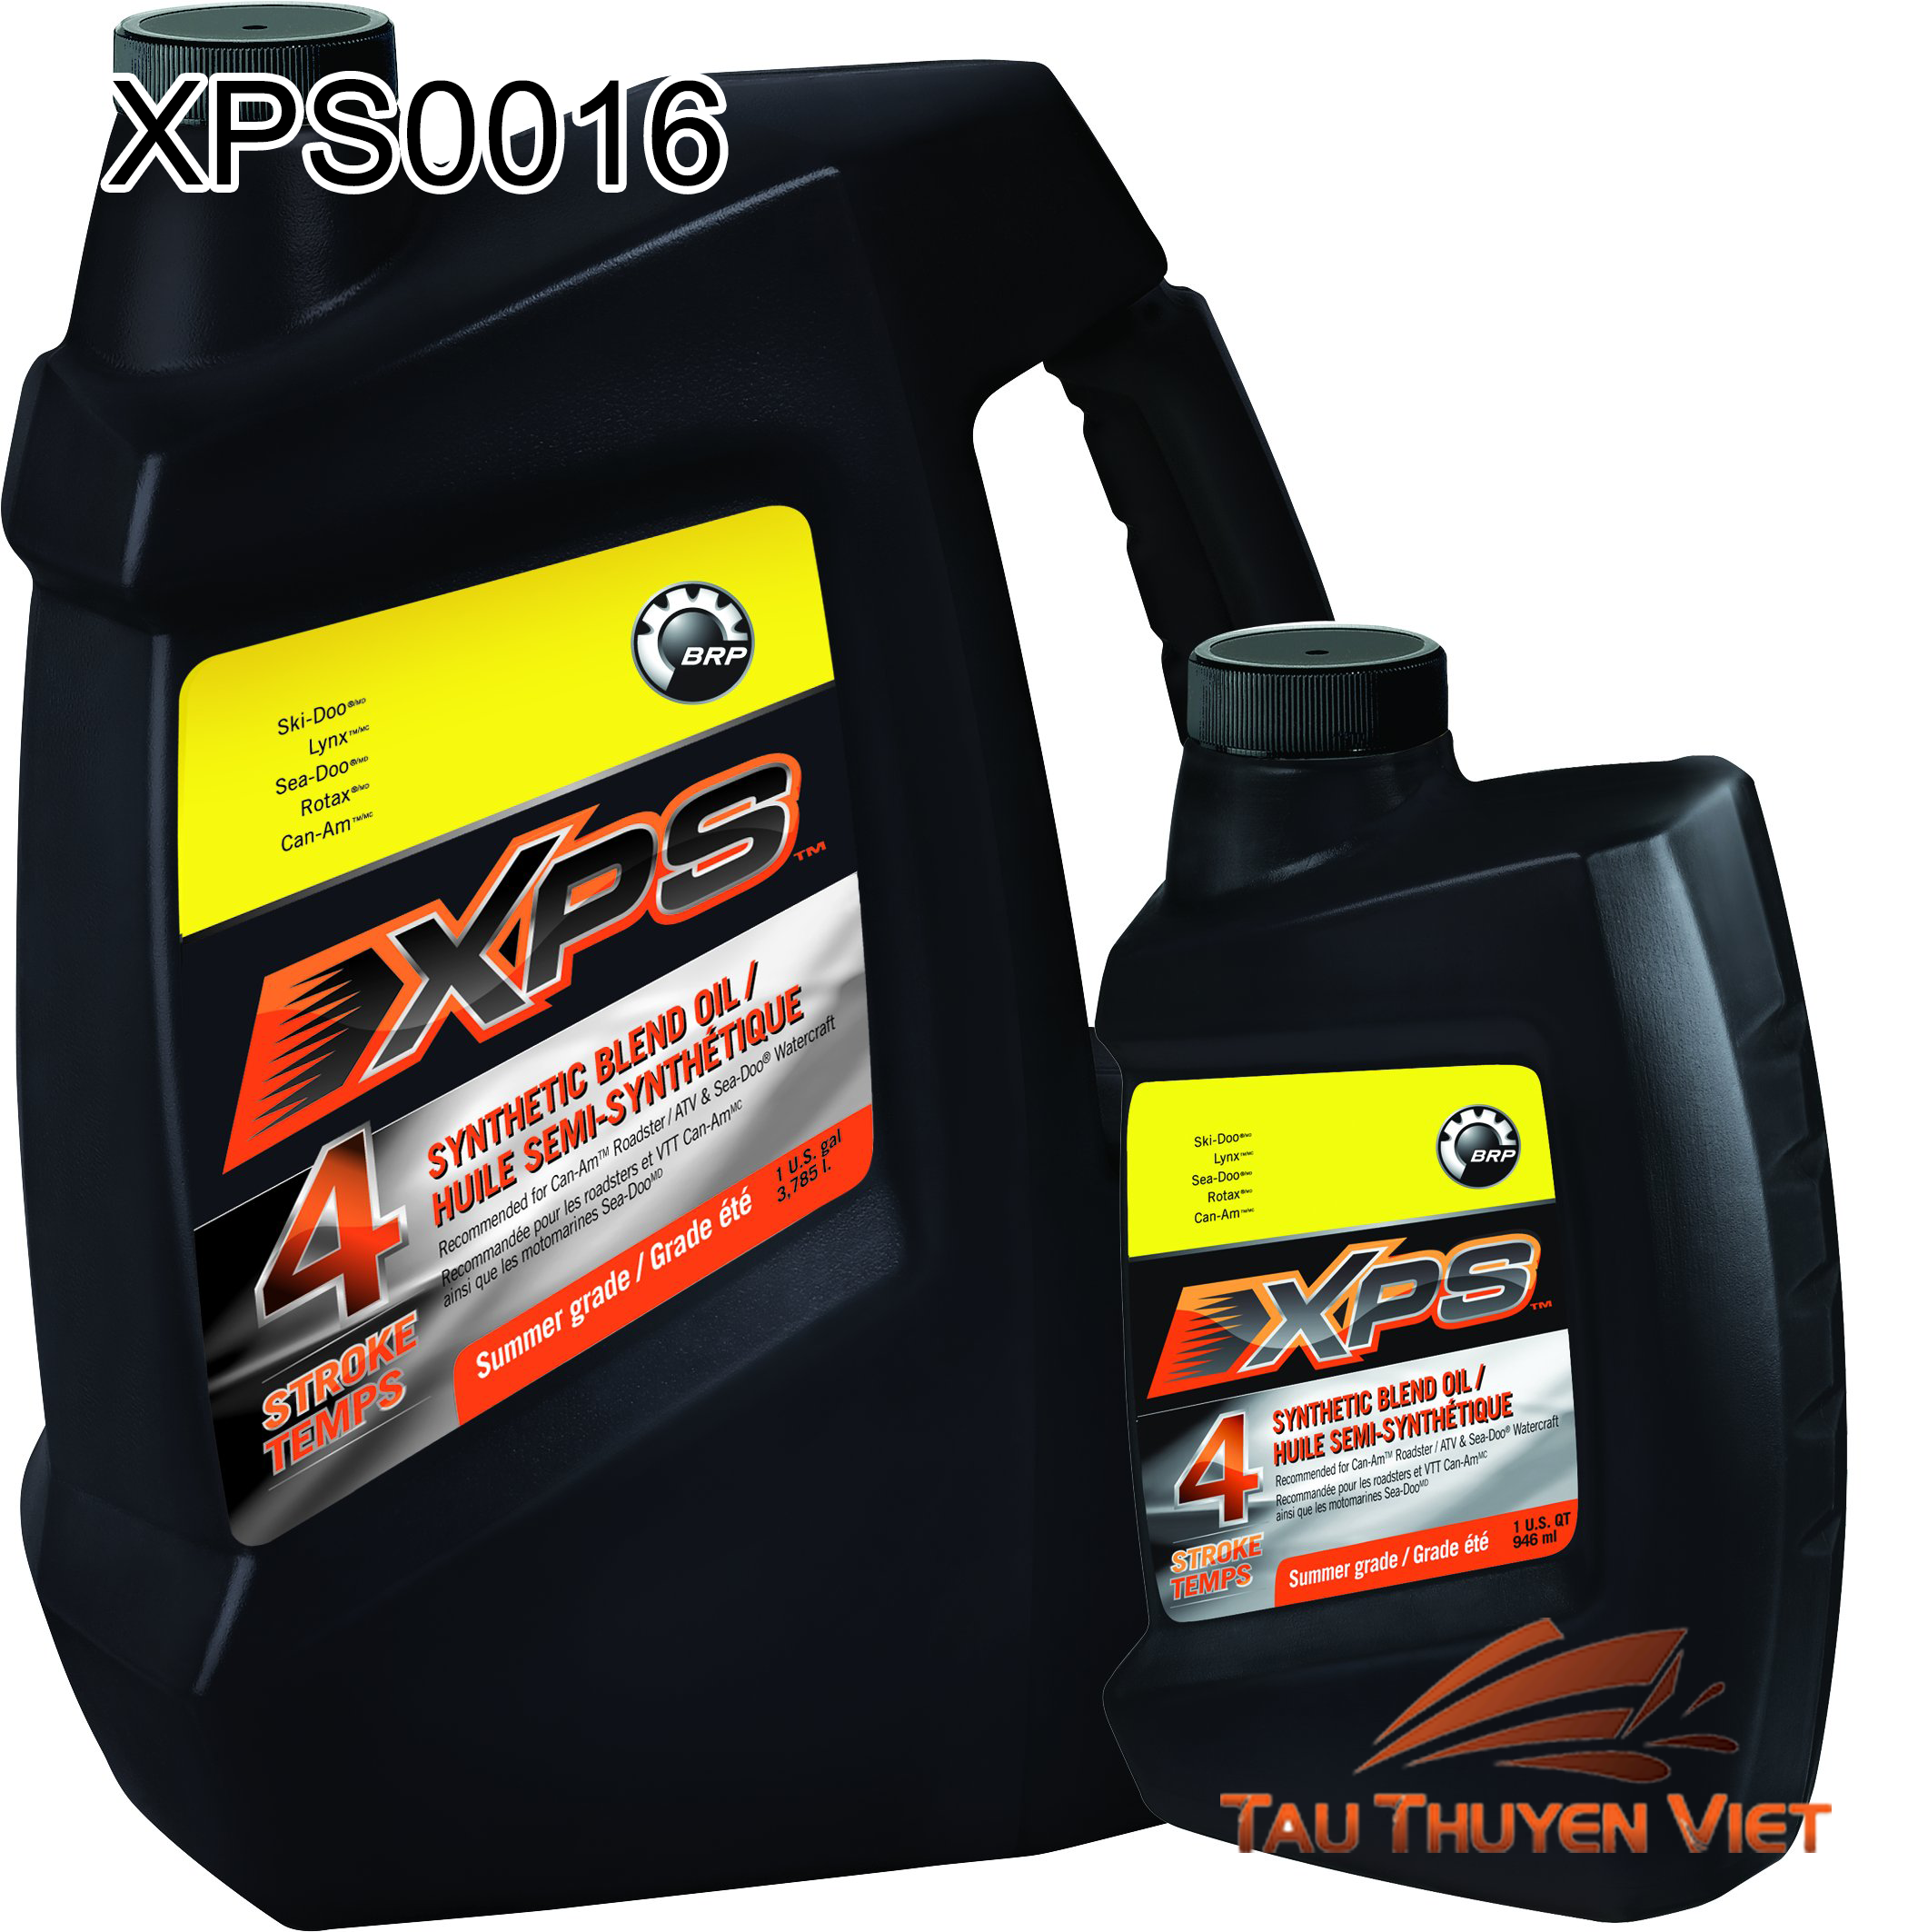 XPS0016
BRP
Ski-Doo®/MD
Lynx™/MC
Sea-Doo®/MD
Rotax®/MD
Can-Am™/MC
XPS™
4
STROKE
TEMPS
SYNTHETIC BLEND OIL /
HUILE SEMI-SYNTHÉTIQUE
Recommended for Can-Am™ Roadster / ATV & Sea-Doo® Watercraft
Recommandée pour les roadsters et VTT Can-AmMC
ainsi que les motomarines Sea-DooMD
Summer grade / Grade été
1 U.S. gal
3,785 l.
BRP
Ski-Doo®/MD
Lynx™/MC
Sea-Doo®/MD
Rotax®/MD
Can-Am™/MC
XPS™
4
STROKE
TEMPS
SYNTHETIC BLEND OIL /
HUILE SEMI-SYNTHÉTIQUE
Recommended for Can-Am™ Roadster / ATV & Sea-Doo® Watercraft
Recommandée pour les roadsters et VTT Can-AmMC
ainsi que les motomarines Sea-DooMD
Summer grade / Grade été
1 U.S. QT
946 ml
TAU THUYEN VIET